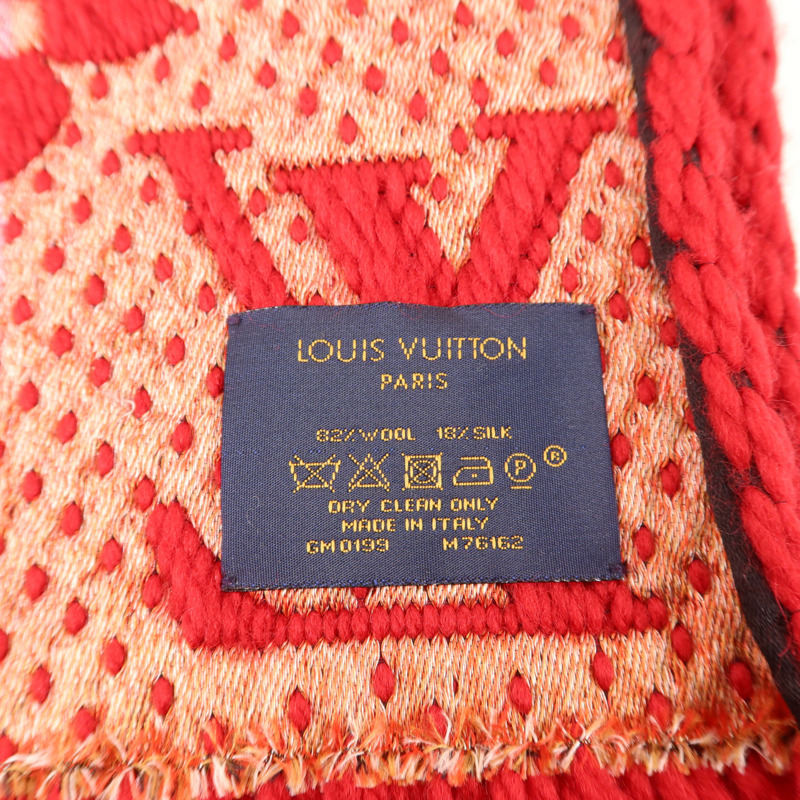 LOUIS VUITTON
PARIS
82% WOOL 18% SILK
P ®
DRY CLEAN ONLY
MADE IN ITALY
GM0199 M76162